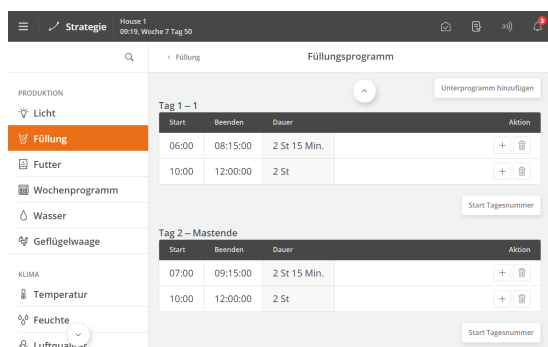 Strategie
House 1
09:19, Woche 7 Tag 50
3
‹ Füllung
Füllungsprogramm
PRODUKTION
Licht
Füllung
Futter
Wochenprogramm
Wasser
Geflügelwaage
KLIMA
Temperatur
Feuchte
Luftqualität
Unterprogramm hinzufügen
Tag 1 – 1
Start Beenden Dauer Aktion
06:00 08:15:00 2 St 15 Min.
10:00 12:00:00 2 St
Start Tagesnummer
Tag 2 – Mastende
Start Beenden Dauer Aktion
07:00 09:15:00 2 St 15 Min.
10:00 12:00:00 2 St
Start Tagesnummer